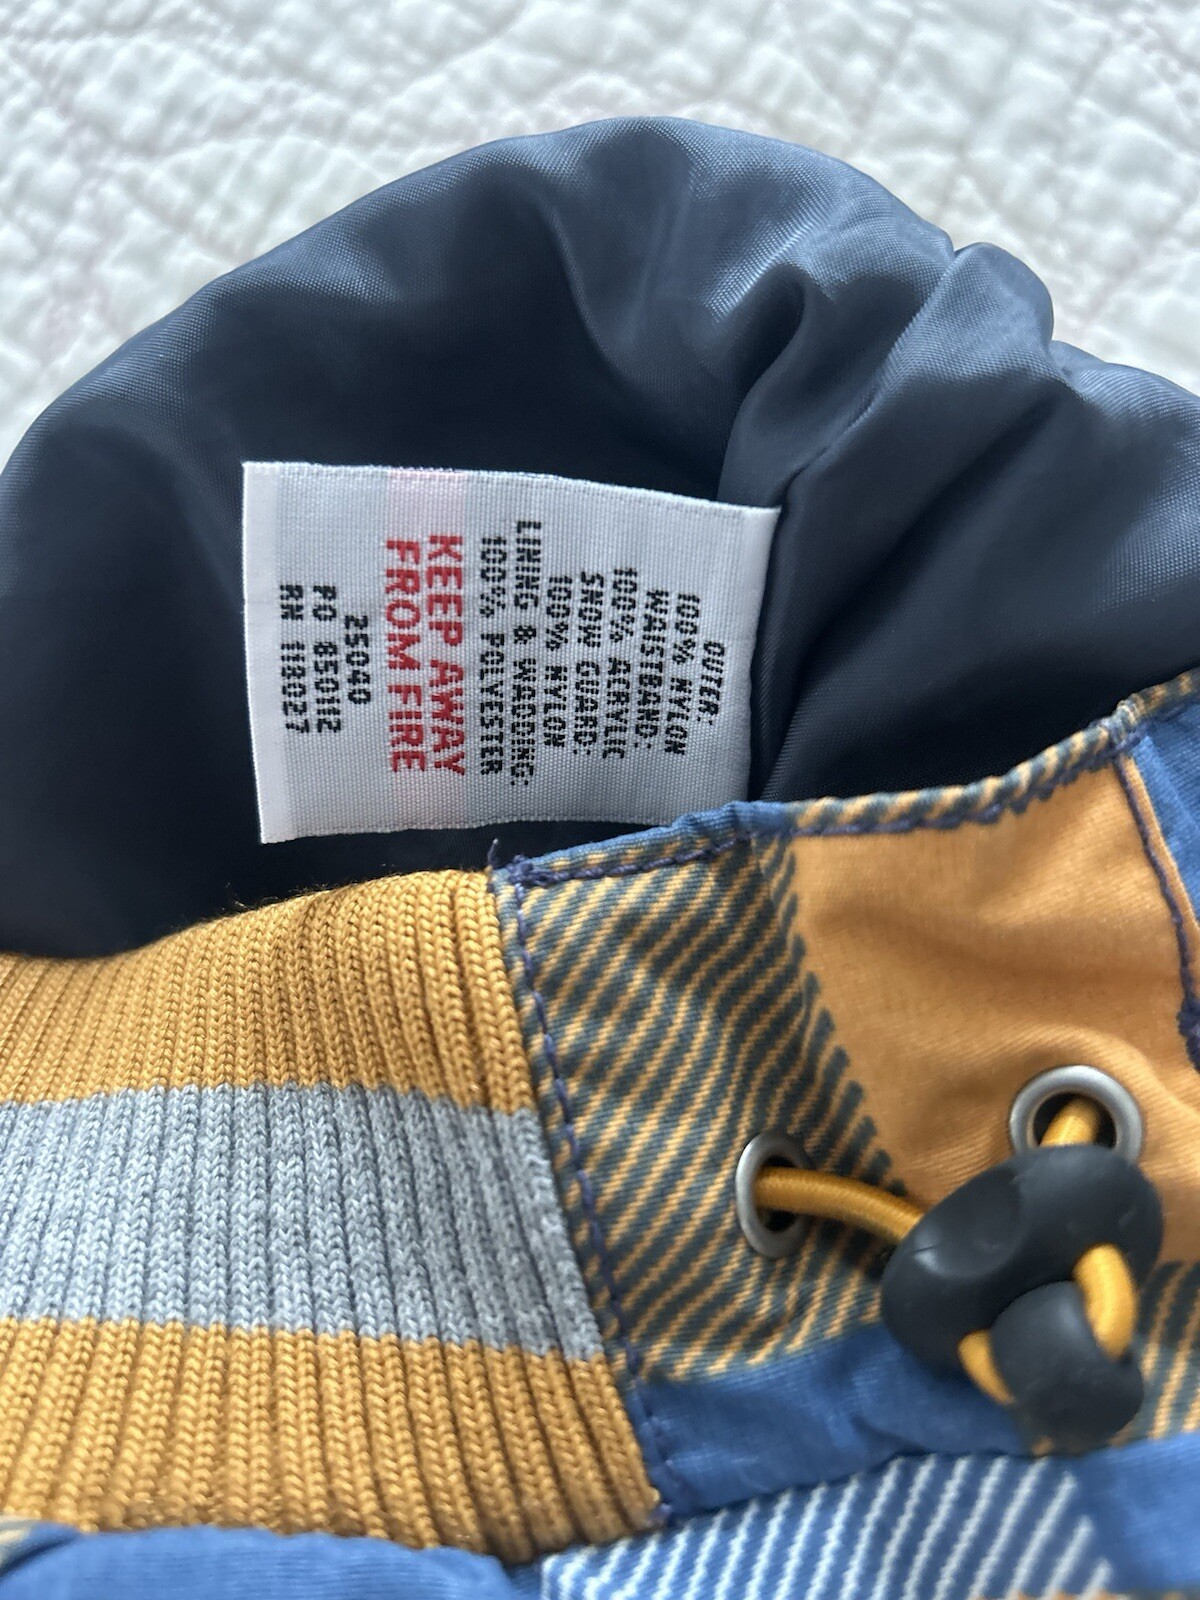 OUTER:
100% NYLON
WAISTBAND:
100% ACRYLIC
SNOW GUARD:
100% NYLON
LINING & WADDING:
100% POLYESTER
KEEP AWAY
FROM FIRE
25040
PO 850112
RN 118027